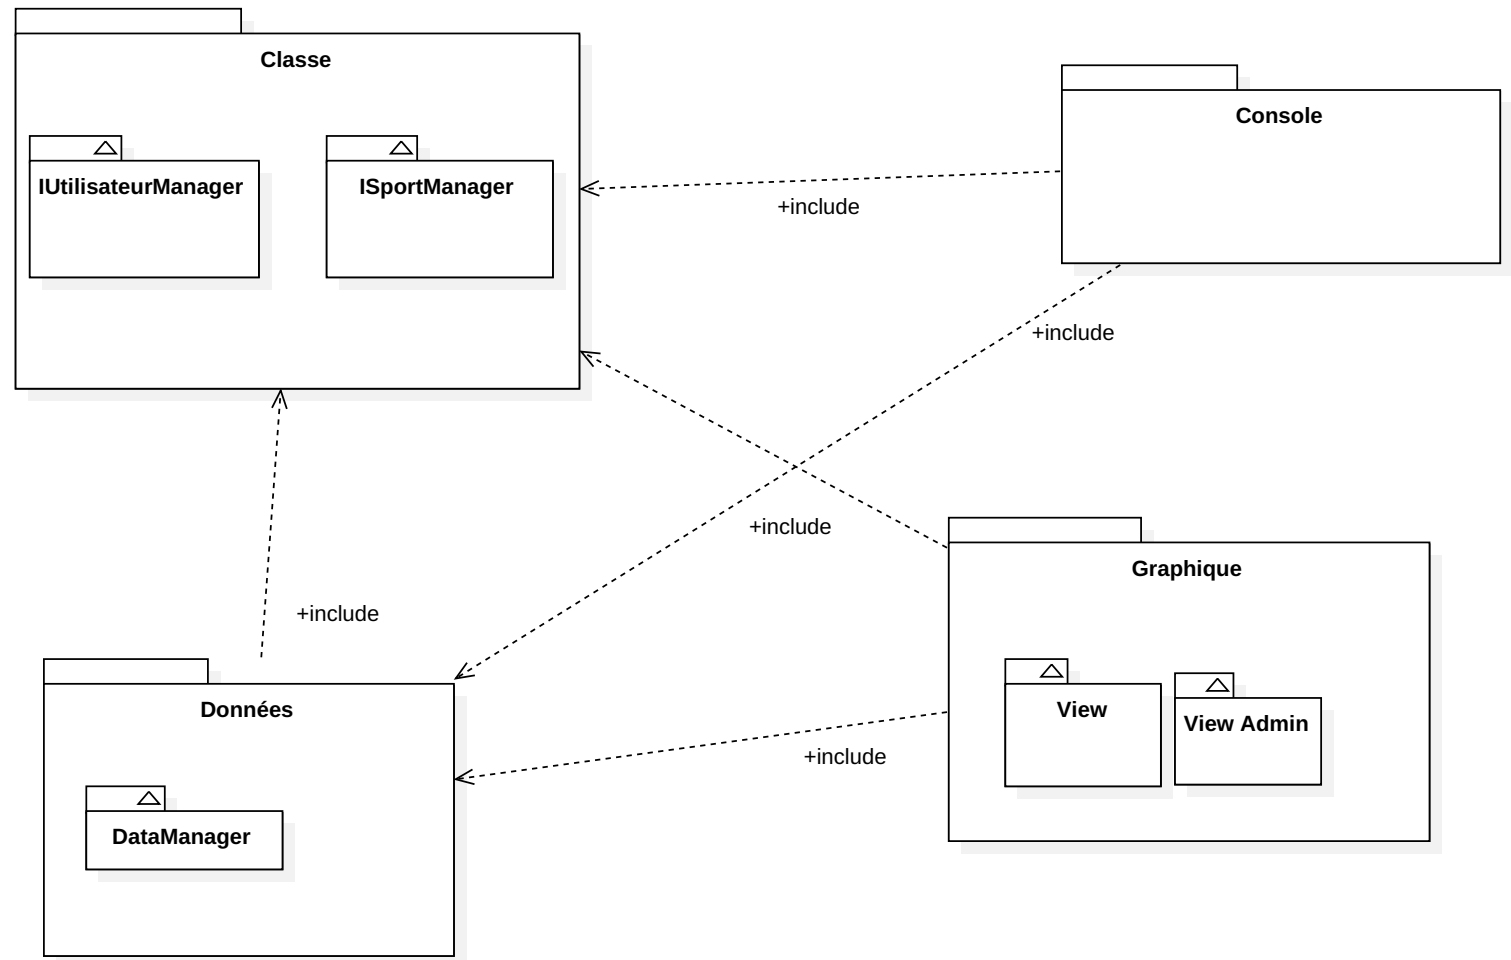 Classe
Console
IUtilisateurManager
ISportManager
+include
+include
+include
Graphique
+include
Données
View
View Admin
+include
DataManager